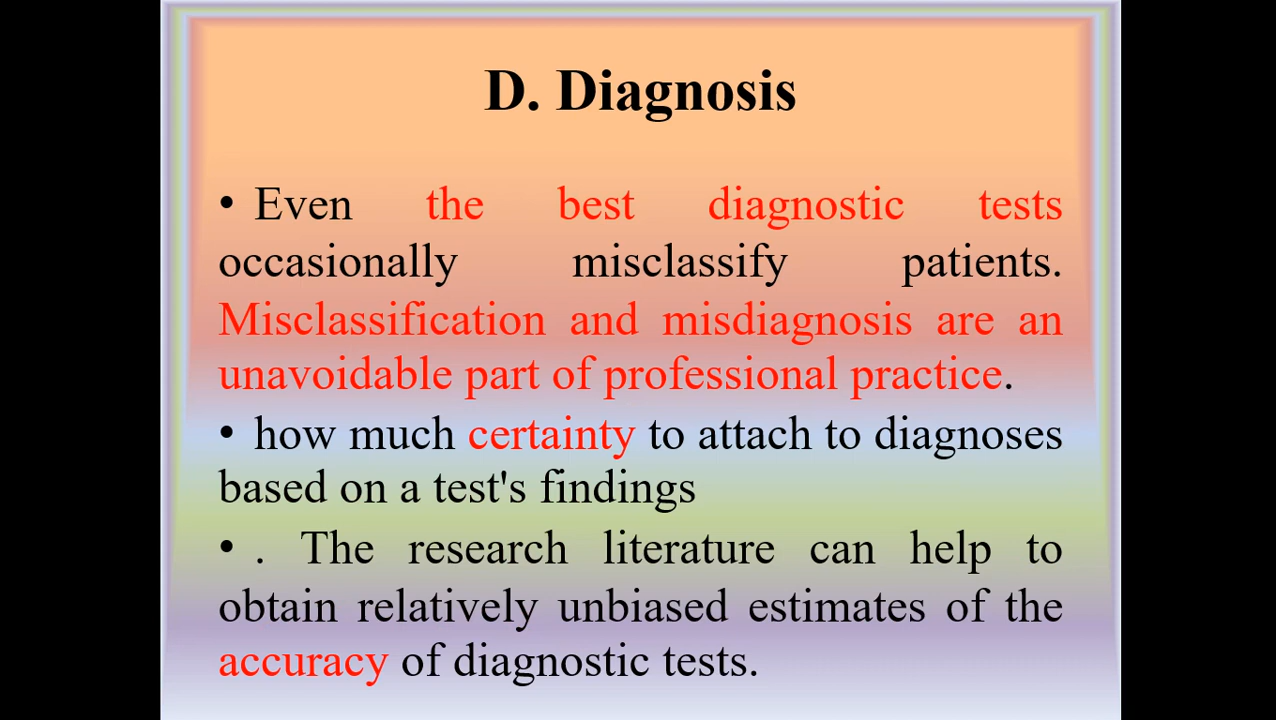 D. Diagnosis
• Even the best diagnostic tests
occasionally misclassify patients.
Misclassification and misdiagnosis are an
unavoidable part of professional practice.
• how much certainty to attach to diagnoses
based on a test's findings
• . The research literature can help to
obtain relatively unbiased estimates of the
accuracy of diagnostic tests.